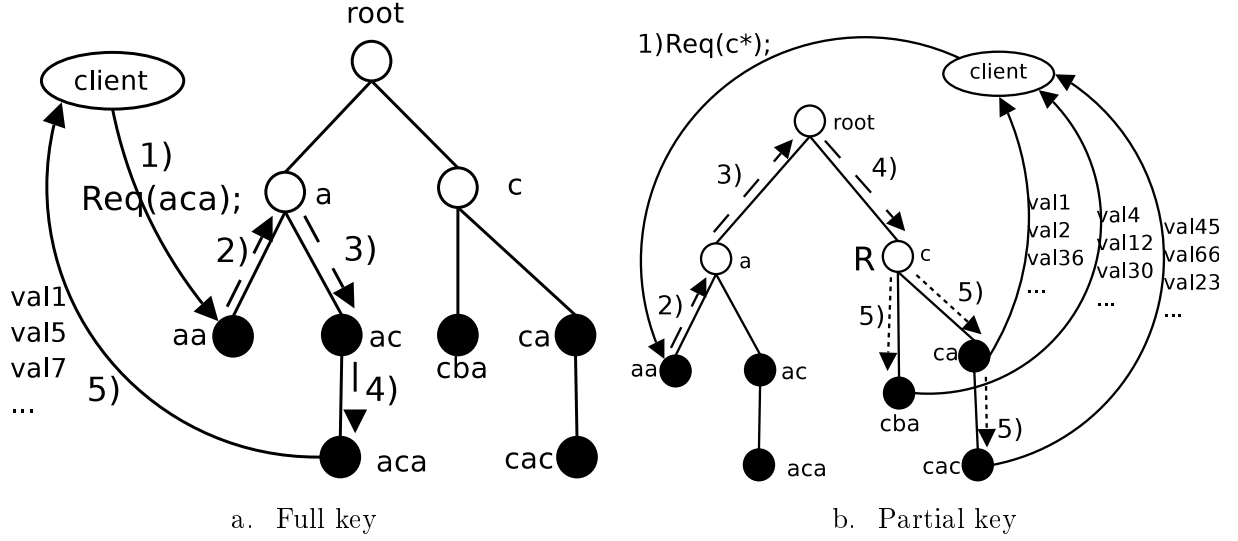 root
client
1)
Req(aca);
a
c
2)
3)
val1
val5
val7
...
aa
ac
cba
ca
5)
4)
aca
cac
a. Full key
1)Req(c*);
client
root
3)
4)
val1
val2
val36
...
val4
val12
val30
...
val45
val66
val23
...
a
R
c
2)
5)
5)
aa
ac
ca
cba
5)
aca
cac
b. Partial key